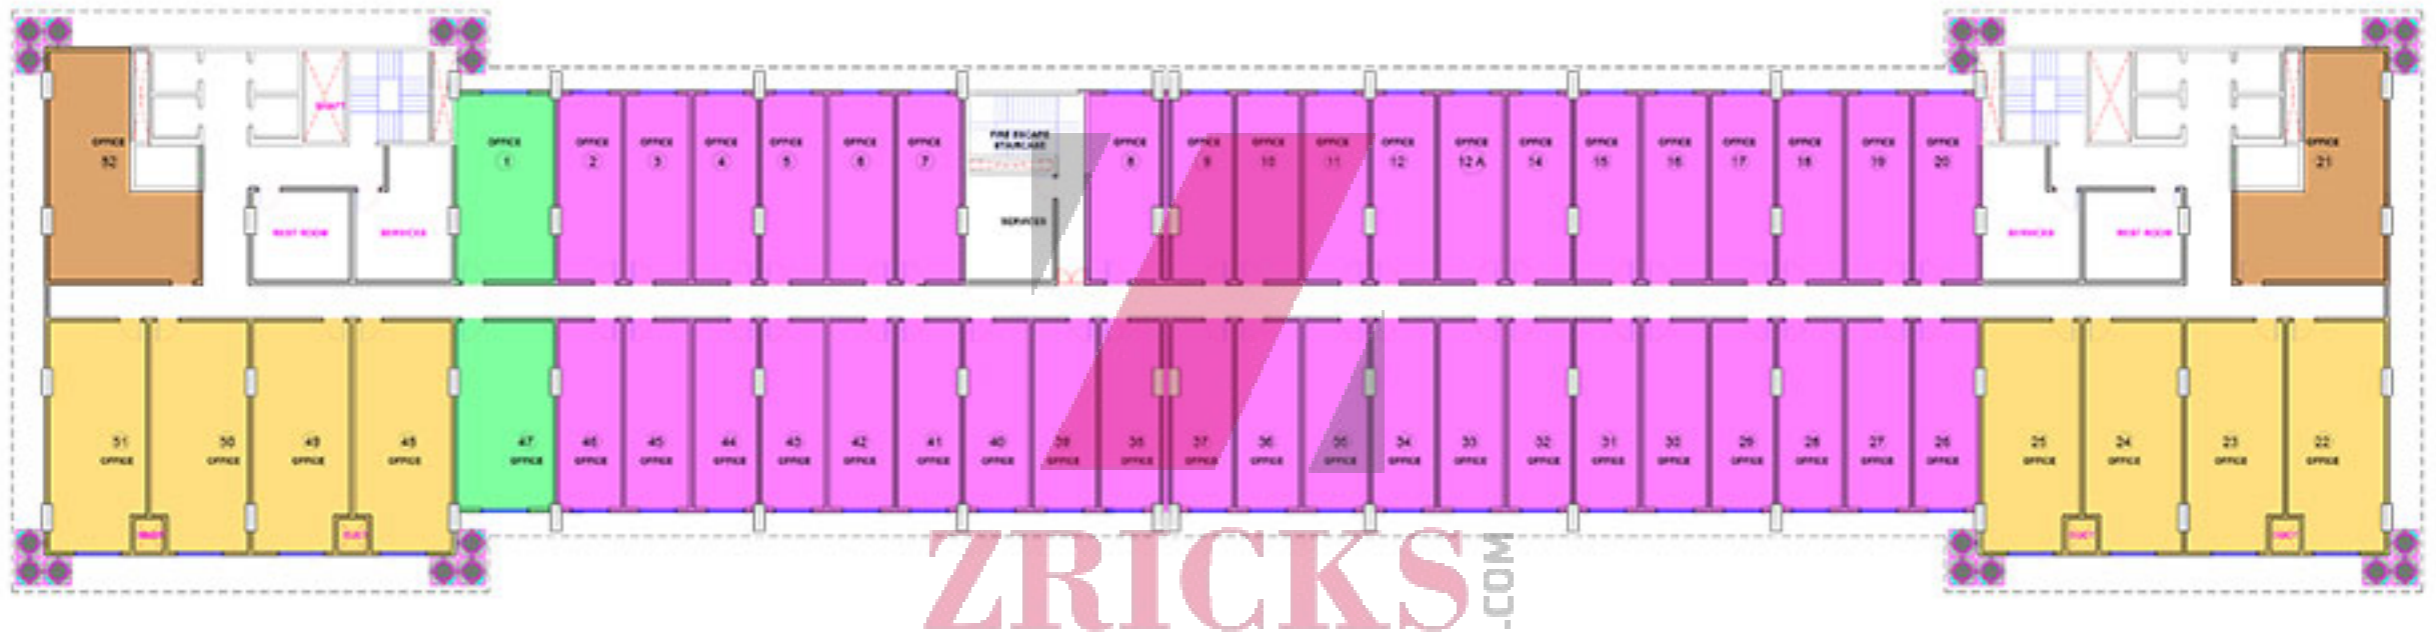 OFFICE
52
SHAFT
REST ROOM
SERVICES
OFFICE
1
OFFICE
2
OFFICE
3
OFFICE
4
OFFICE
5
OFFICE
6
OFFICE
7
FIRE ESCAPE
STAIRCASE
SERVICES
OFFICE
8
OFFICE
9
OFFICE
10
OFFICE
11
OFFICE
12
OFFICE
12 A
OFFICE
14
OFFICE
15
OFFICE
16
OFFICE
17
OFFICE
18
OFFICE
19
OFFICE
20
SERVICES
REST ROOM
OFFICE
21
51
OFFICE
50
OFFICE
49
OFFICE
48
OFFICE
47
OFFICE
46
OFFICE
45
OFFICE
44
OFFICE
43
OFFICE
42
OFFICE
41
OFFICE
40
OFFICE
39
OFFICE
38
OFFICE
37
OFFICE
36
OFFICE
35
OFFICE
34
OFFICE
33
OFFICE
32
OFFICE
31
OFFICE
30
OFFICE
29
OFFICE
28
OFFICE
27
OFFICE
26
OFFICE
25
OFFICE
24
OFFICE
23
OFFICE
22
OFFICE
DUCT
DUCT
DUCT
ZRICKS
.COM